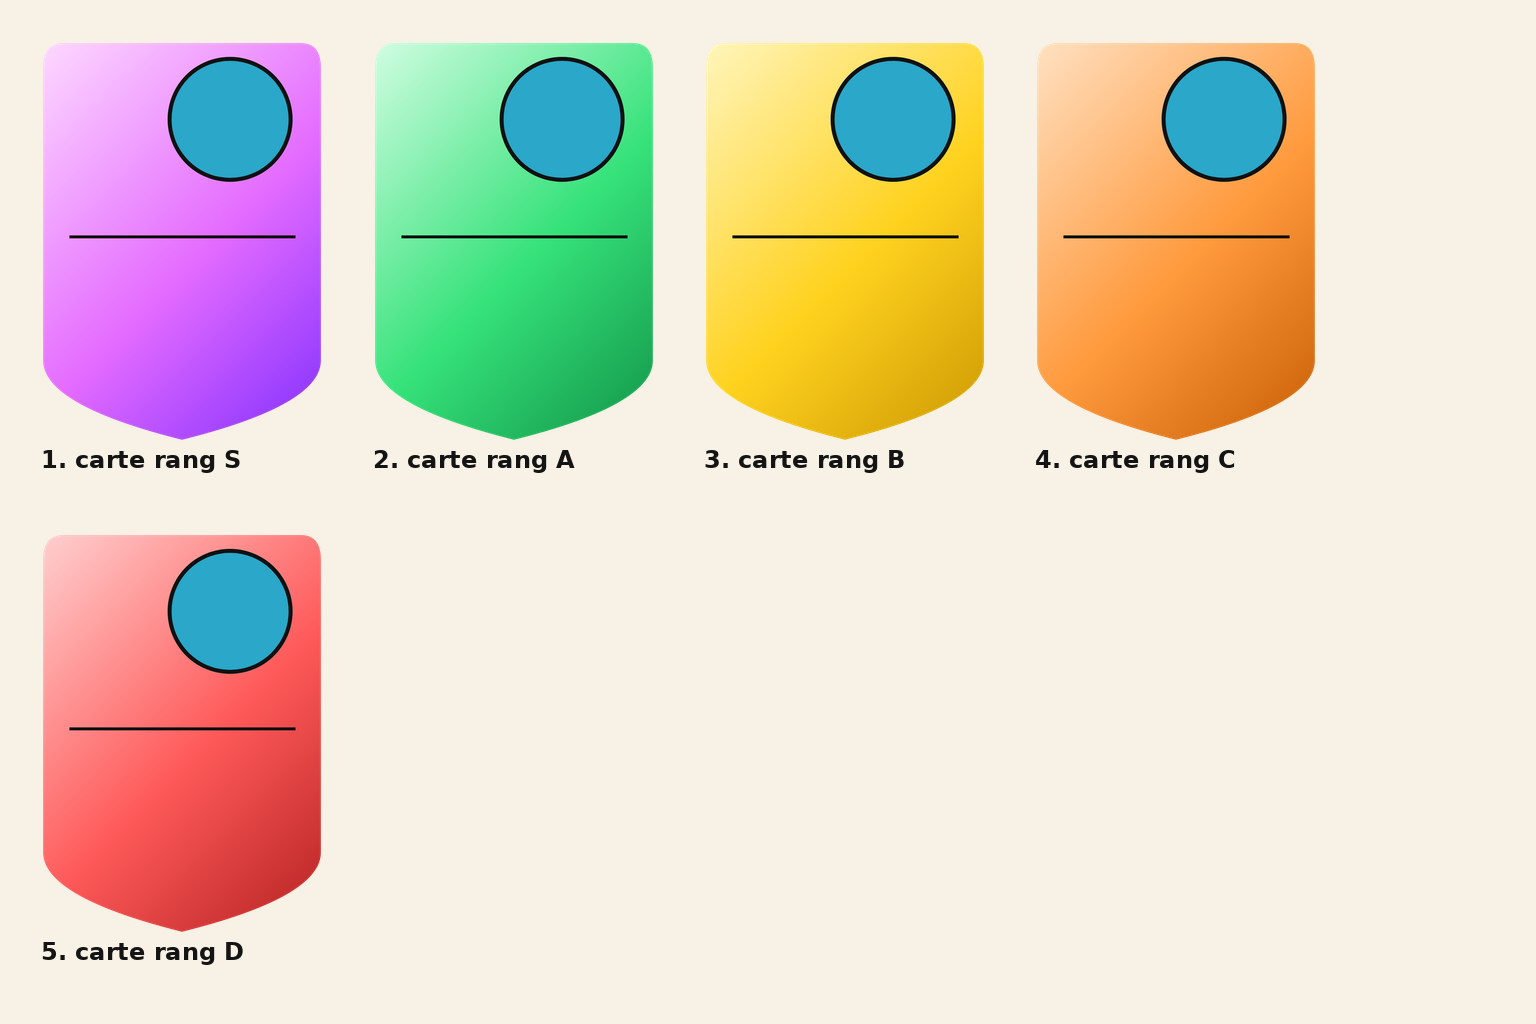 1. carte rang S
2. carte rang A
3. carte rang B
4. carte rang C
5. carte rang D